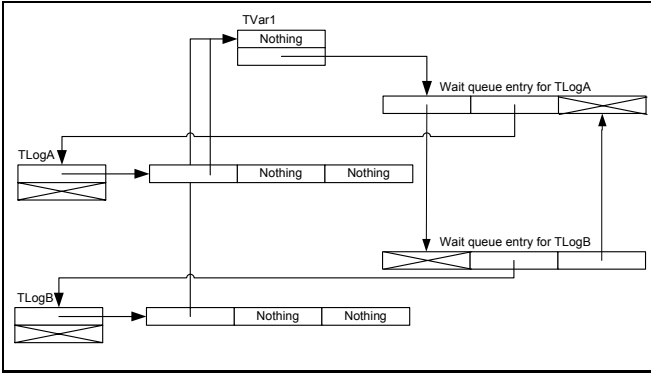 TVar1
Nothing
Wait queue entry for TLogA
TLogA
Nothing Nothing
Wait queue entry for TLogB
TLogB
Nothing Nothing